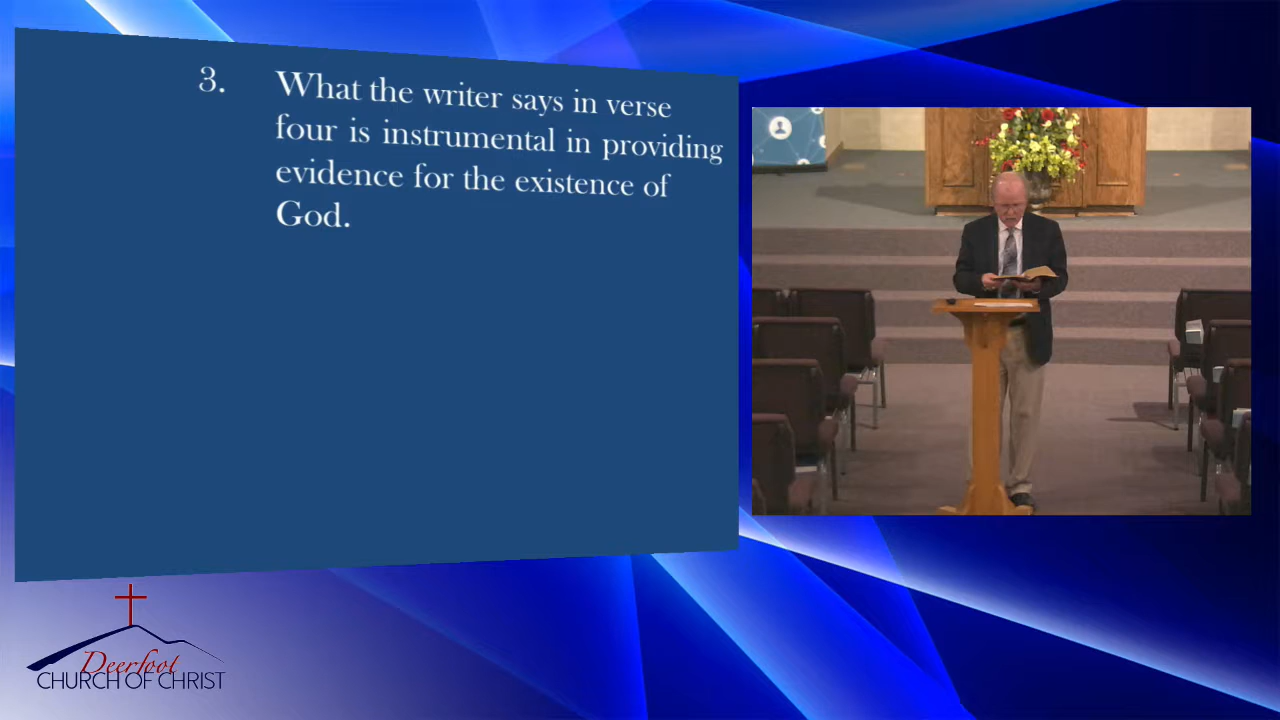 3. What the writer says in verse
four is instrumental in providing
evidence for the existence of
God.
Deerfoot
CHURCH OF CHRIST